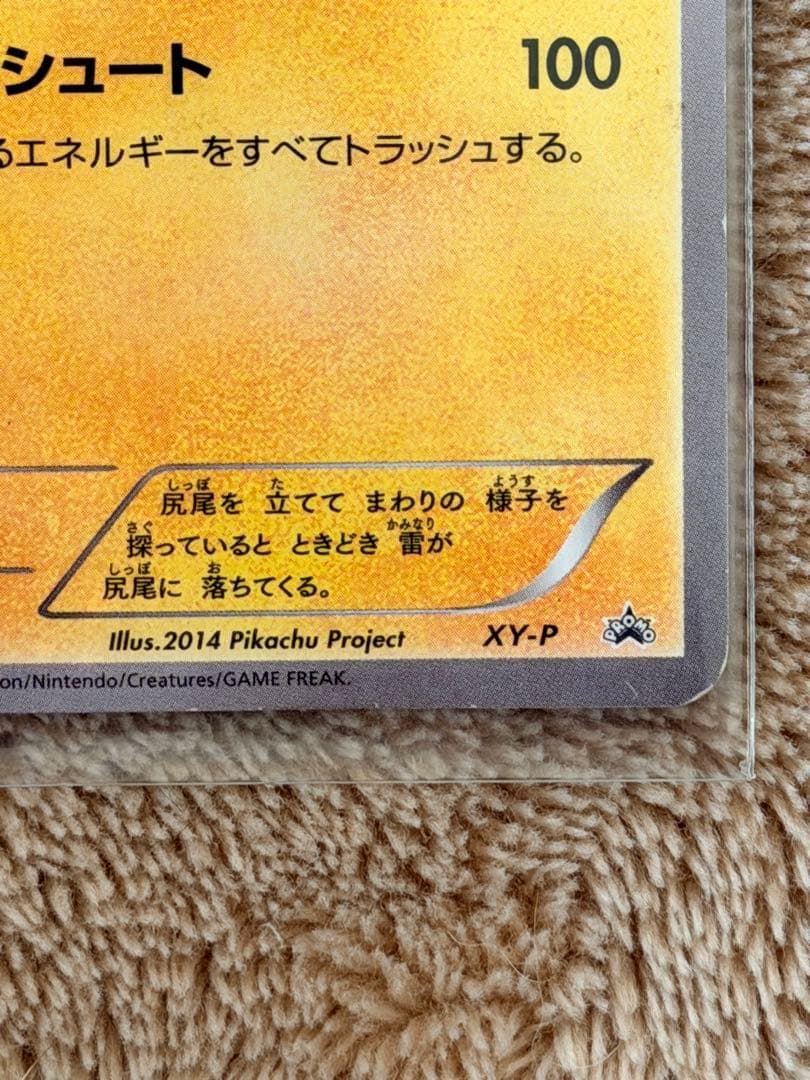 シュート 100
るエネルギーをすべてトラッシュする。
しっぽ た ようす
尻尾を 立てて まわりの 様子を
さぐ かみなり
探っていると ときどき 雷が
しっぽ お
尻尾に 落ちてくる。
Illus.2014 Pikachu Project XY-P PROMO
on/Nintendo/Creatures/GAME FREAK.